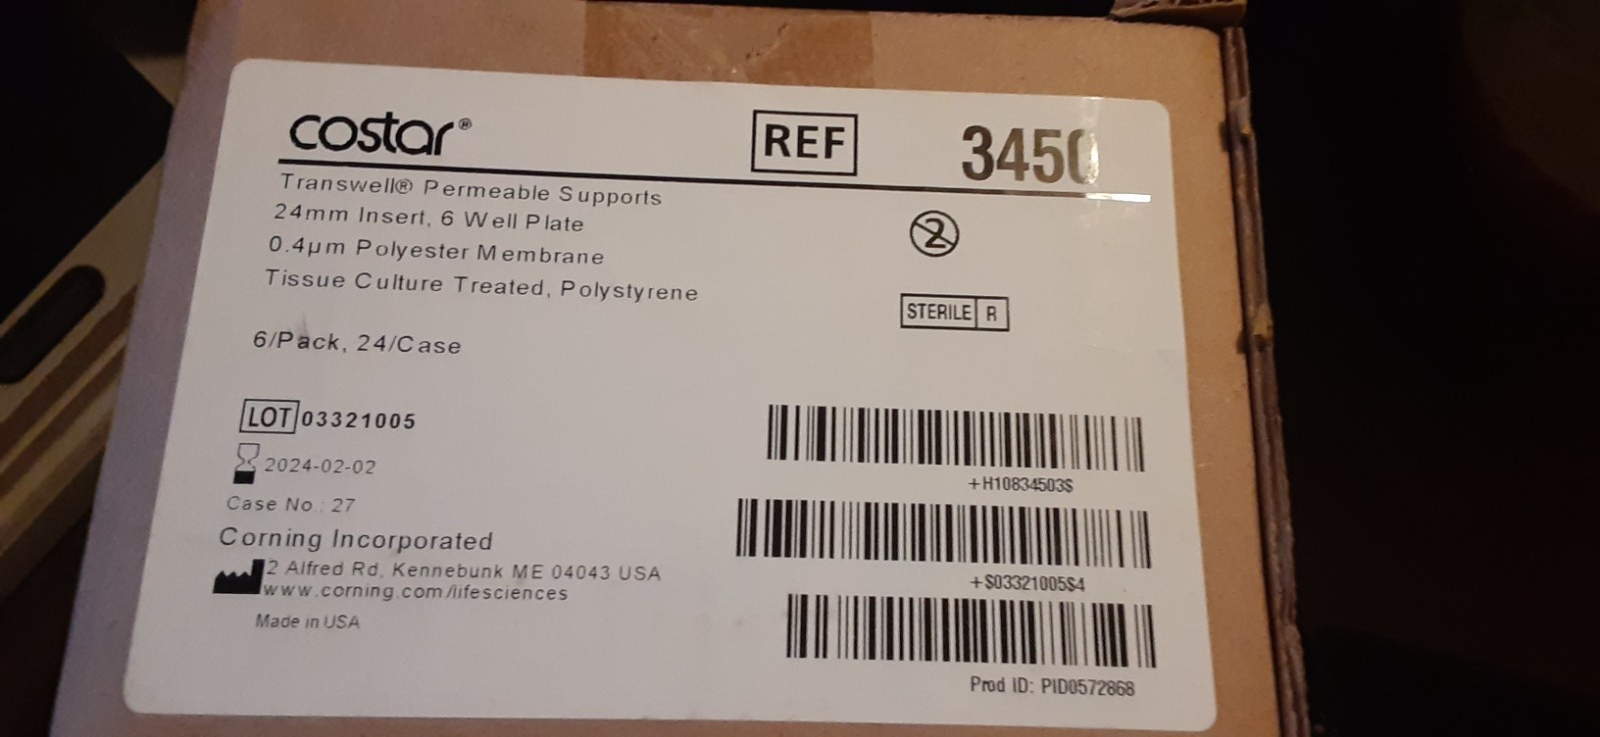 costar®
REF 3450
Transwell® Permeable Supports
24mm Insert, 6 Well Plate
0.4µm Polyester Membrane
Tissue Culture Treated, Polystyrene
2
STERILE R
6/Pack, 24/Case
LOT 03321005
2024-02-02
Case No.: 27
Corning Incorporated
2 Alfred Rd, Kennebunk ME 04043 USA
www.corning.com/lifesciences
Made in USA
+H10834503$
+$03321005$4
Prod ID: PID0572868